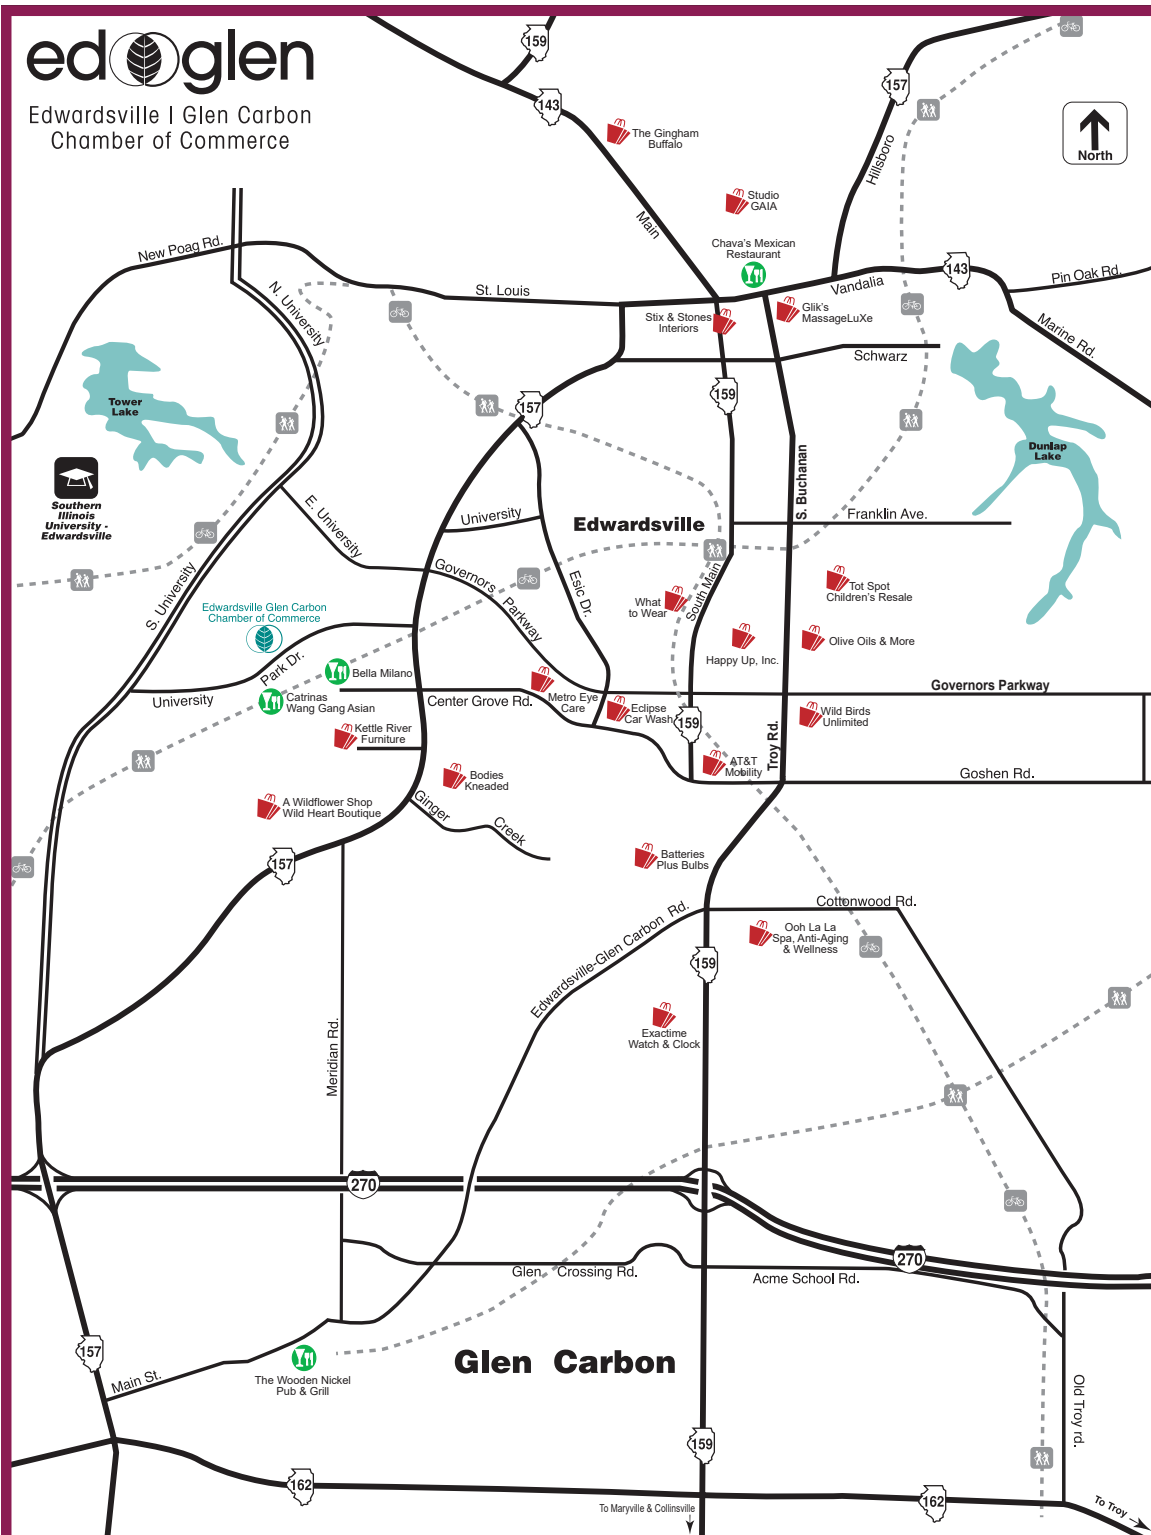 edglen
Edwardsville | Glen Carbon
Chamber of Commerce
159
143
157
North
The Gingham
Buffalo
Studio
GAIA
Hillsboro
Main
Chava's Mexican
Restaurant
143
New Poag Rd.
N. University
St. Louis
Vandalia
Pin Oak Rd.
Glik's
MassageLuXe
Stix & Stones
Interiors
Marine Rd.
Schwarz
Tower
Lake
157
159
Dunlap
Lake
Southern
Illinois
University -
Edwardsville
S. Buchanan
E. University
University
Edwardsville
Franklin Ave.
S. University
Governors
Parkway
Esic Dr.
South Main
Tot Spot
Children's Resale
What
to Wear
Edwardsville Glen Carbon
Chamber of Commerce
Happy Up, Inc.
Olive Oils & More
Park Dr.
Bella Milano
University
Catrinas
Wang Gang Asian
Center Grove Rd.
Metro Eye
Care
Governors Parkway
Eclipse
Car Wash
159
Wild Birds
Unlimited
Troy Rd.
Kettle River
Furniture
AT&T
Mobility
Goshen Rd.
Bodies
Kneaded
A Wildflower Shop
Wild Heart Boutique
Ginger
Creek
157
Batteries
Plus Bulbs
Cottonwood Rd.
Edwardsville-Glen Carbon Rd.
Ooh La La
Spa, Anti-Aging
& Wellness
159
Exactime
Watch & Clock
Meridian Rd.
270
270
Glen Crossing Rd.
Acme School Rd.
157
Glen Carbon
Main St.
The Wooden Nickel
Pub & Grill
Old Troy rd.
159
162
162
To Maryville & Collinsville
To Troy